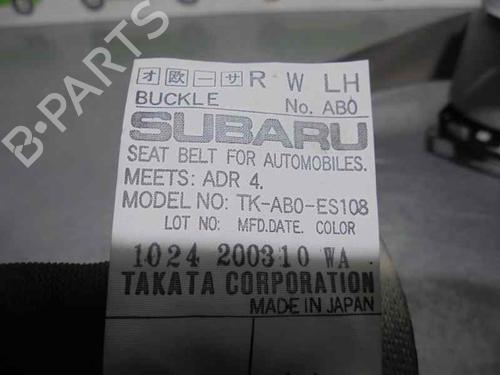 オ 欧 一 サ R W LH
BUCKLE No. AB0
SUBARU
SEAT BELT FOR AUTOMOBILES.
MEETS: ADR 4.
MODEL NO: TK-AB0-ES108
LOT NO: MFD.DATE. COLOR
1024 200310 WA
TAKATA CORPORATION
MADE IN JAPAN
B-PARTS